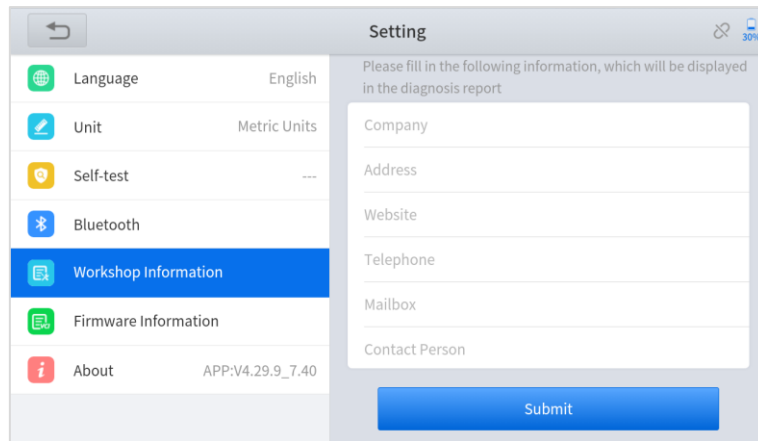 Setting
30%
Language English
Unit Metric Units
Self-test ---
Bluetooth
Workshop Information
Firmware Information
About APP:V4.29.9_7.40
Please fill in the following information, which will be displayed
in the diagnosis report
Company
Address
Website
Telephone
Mailbox
Contact Person
Submit